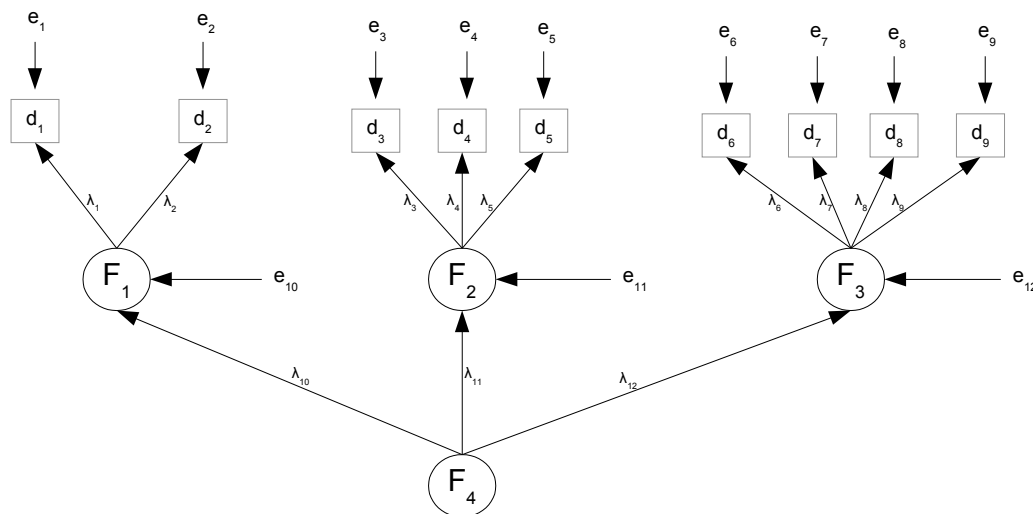 e₁ e₂ e₃ e₄ e₅ e₆ e₇ e₈ e₉
d₁ d₂ d₃ d₄ d₅ d₆ d₇ d₈ d₉
λ₁ λ₂ λ₃ λ₄ λ₅ λ₆ λ₇ λ₈ λ₉
F₁ e₁₀ F₂ e₁₁ F₃ e₁₂
λ₁₀ λ₁₁ λ₁₂
F₄